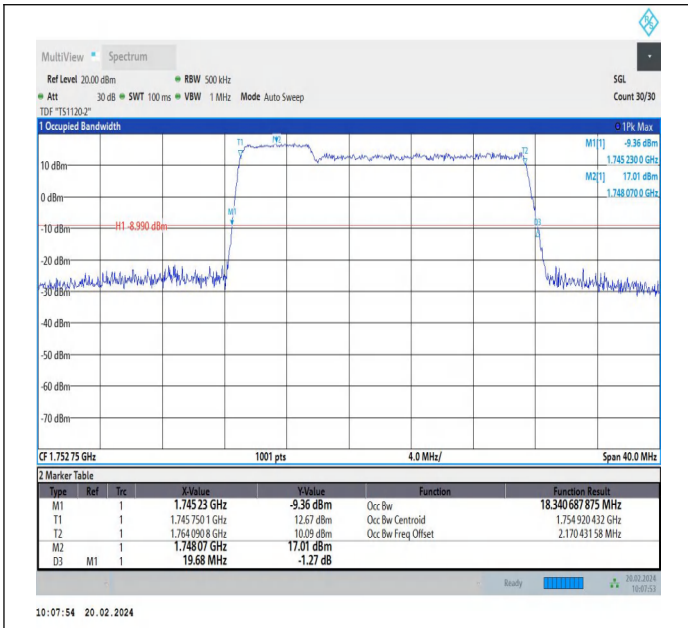 MultiView Spectrum
Ref Level 20.00 dBm RBW 500 kHz SGL
Att 30 dB SWT 100 ms VBW 1 MHz Mode Auto Sweep Count 30/30
TDF "TS1120-2"
1 Occupied Bandwidth 1Pk Max
M1[1] -9.36 dBm
1.745 230 0 GHz
M2[1] 17.01 dBm
1.748 070 0 GHz
T1 M2 T2
10 dBm
0 dBm
M1
H1 -8.990 dBm
D3
-10 dBm
-20 dBm
-30 dBm
-40 dBm
-50 dBm
-60 dBm
-70 dBm
CF 1.752 75 GHz 1001 pts 4.0 MHz/ Span 40.0 MHz
2 Marker Table
Type Ref Trc X-Value Y-Value Function Function Result
M1 1 1.745 23 GHz -9.36 dBm Occ Bw 18.340 687 875 MHz
T1 1 1.745 750 1 GHz 12.67 dBm Occ Bw Centroid 1.754 920 432 GHz
T2 1 1.764 090 8 GHz 10.09 dBm Occ Bw Freq Offset 2.170 431 58 MHz
M2 1 1.748 07 GHz 17.01 dBm
D3 M1 1 19.68 MHz -1.27 dB
Ready 20.02.2024
10:07:53
10:07:54 20.02.2024